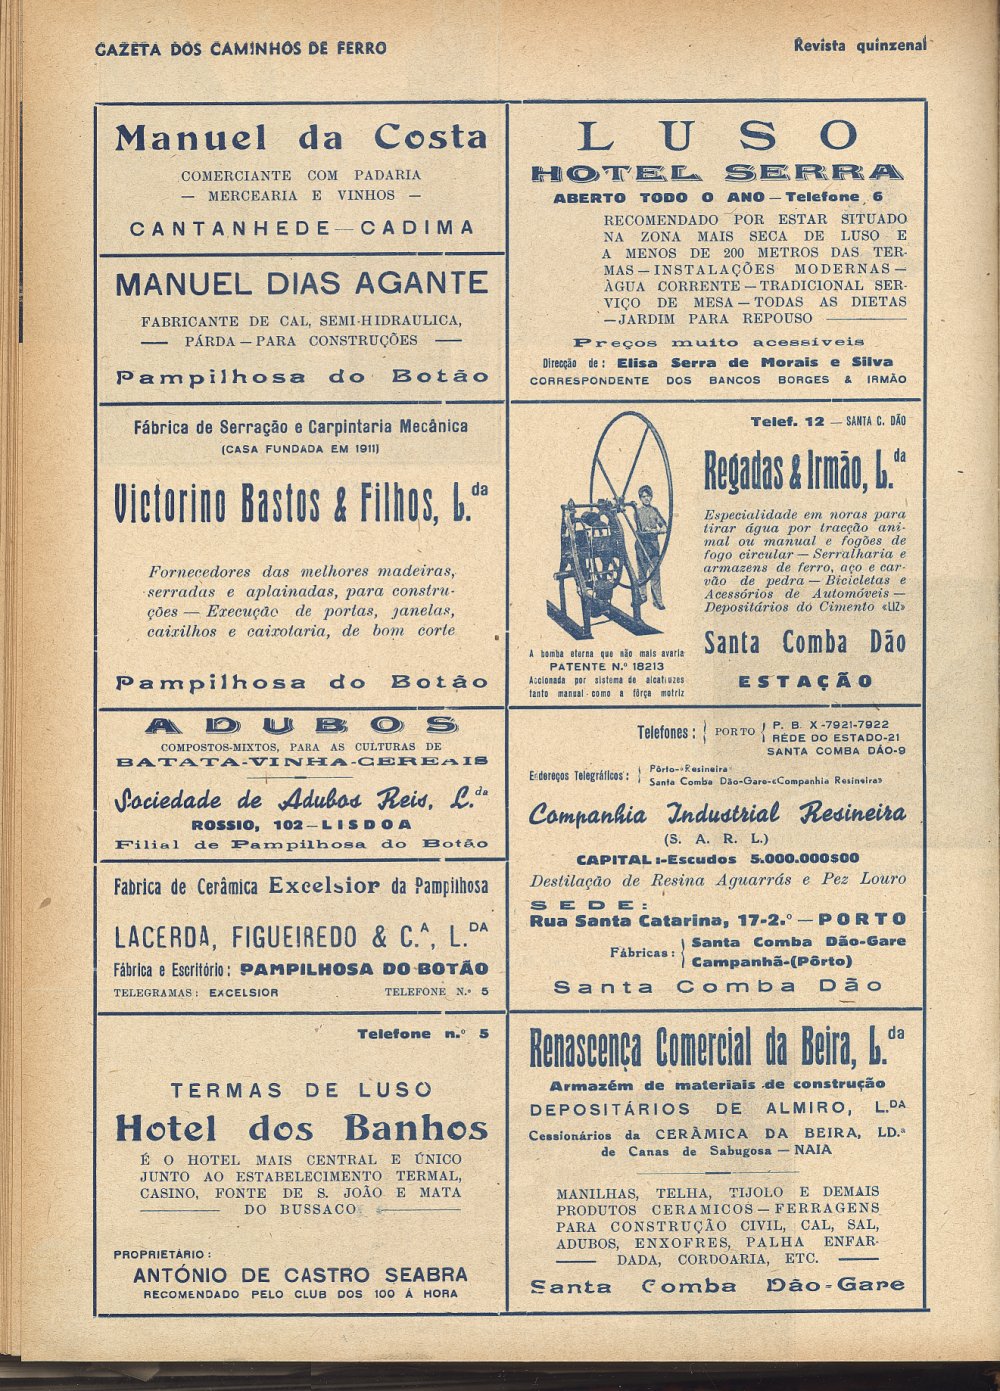 GAZETA DOS CAMINHOS DE FERRO
Revista quinzenal
Manuel da Costa
COMERCIANTE COM PADARIA
— MERCEARIA E VINHOS —
CANTANHEDE — CADIMA
MANUEL DIAS AGANTE
FABRICANTE DE CAL, SEMI-HIDRAULICA,
— PÁRDA — PARA CONSTRUÇÕES —
Pampilhosa do Botão
Fábrica de Serração e Carpintaria Mecânica
(CASA FUNDADA EM 1911)
Victorino Bastos & Filhos, L.da
Fornecedores das melhores madeiras,
serradas e aplainadas, para constru-
ções — Execução de portas, janelas,
caixilhos e caixotaria, de bom corte
Pampilhosa do Botão
ADUBOS
COMPOSTOS-MIXTOS, PARA AS CULTURAS DE
BATATA-VINHA-CEREAIS
Sociedade de Adubos Reis, L.da
ROSSIO, 102 — LISDOA
Filial de Pampilhosa do Botão
Fabrica de Cerâmica Excelsior da Pampilhosa
LACERDA, FIGUEIREDO & C.A, L.DA
Fábrica e Escritório: PAMPILHOSA DO BOTÃO
TELEGRAMAS: EXCELSIOR TELEFONE N.º 5
Telefone n.º 5
TERMAS DE LUSO
Hotel dos Banhos
É O HOTEL MAIS CENTRAL E ÚNICO
JUNTO AO ESTABELECIMENTO TERMAL,
CASINO, FONTE DE S. JOÃO E MATA
DO BUSSACO
PROPRIETÁRIO:
ANTÓNIO DE CASTRO SEABRA
RECOMENDADO PELO CLUB DOS 100 Á HORA
LUSO
HOTEL SERRA
ABERTO TODO O ANO — Telefone 6
RECOMENDADO POR ESTAR SITUADO
NA ZONA MAIS SECA DE LUSO E
A MENOS DE 200 METROS DAS TER-
MAS — INSTALAÇÕES MODERNAS —
ÀGUA CORRENTE — TRADICIONAL SER-
VIÇO DE MESA — TODAS AS DIETAS
— JARDIM PARA REPOUSO
Preços muito acessíveis
Direcção de: Elisa Serra de Morais e Silva
CORRESPONDENTE DOS BANCOS BORGES & IRMÃO
Telef. 12 — SANTA C. DÃO
Regadas & Irmão, L.da
Especialidade em noras para
tirar água por tracção ani-
mal ou manual e fogões de
fogo circular — Serralharia e
armazens de ferro, aço e car-
vão de pedra — Bicicletas e
Acessórios de Automóveis —
Depositários do Cimento «LIZ»
Santa Comba Dão
ESTAÇÃO
A bomba eterna que não mais avaria
PATENTE N.º 18213
Accionada por sistema de alcatruzes
tanto manual como a fôrça motriz
Telefones: PORTO P. B. X-7921-7922
RÊDE DO ESTADO-21
SANTA COMBA DÃO-9
Endereços Telegráficos: Pôrto-«Resineira
Santa Comba Dão-Gare-«Companhia Resineira»
Companhia Industrial Resineira
(S. A. R. L.)
CAPITAL:-Escudos 5.000.000$00
Destilação de Resina Aguarrás e Pez Louro
SEDE:
Rua Santa Catarina, 17-2.º — PORTO
Fábricas: Santa Comba Dão-Gare
Campanhã-(Pôrto)
Santa Comba Dão
Renascença Comercial da Beira, L.da
Armazém de materiais de construção
DEPOSITÁRIOS DE ALMIRO, L.DA
Cessionários da CERÂMICA DA BEIRA, LD.a
de Canas de Sabugosa — NAIA
MANILHAS, TELHA, TIJOLO E DEMAIS
PRODUTOS CERAMICOS — FERRAGENS
PARA CONSTRUÇÃO CIVIL, CAL, SAL,
ADUBOS, ENXOFRES, PALHA ENFAR-
DADA, CORDOARIA, ETC.
Santa Comba Dão-Gare